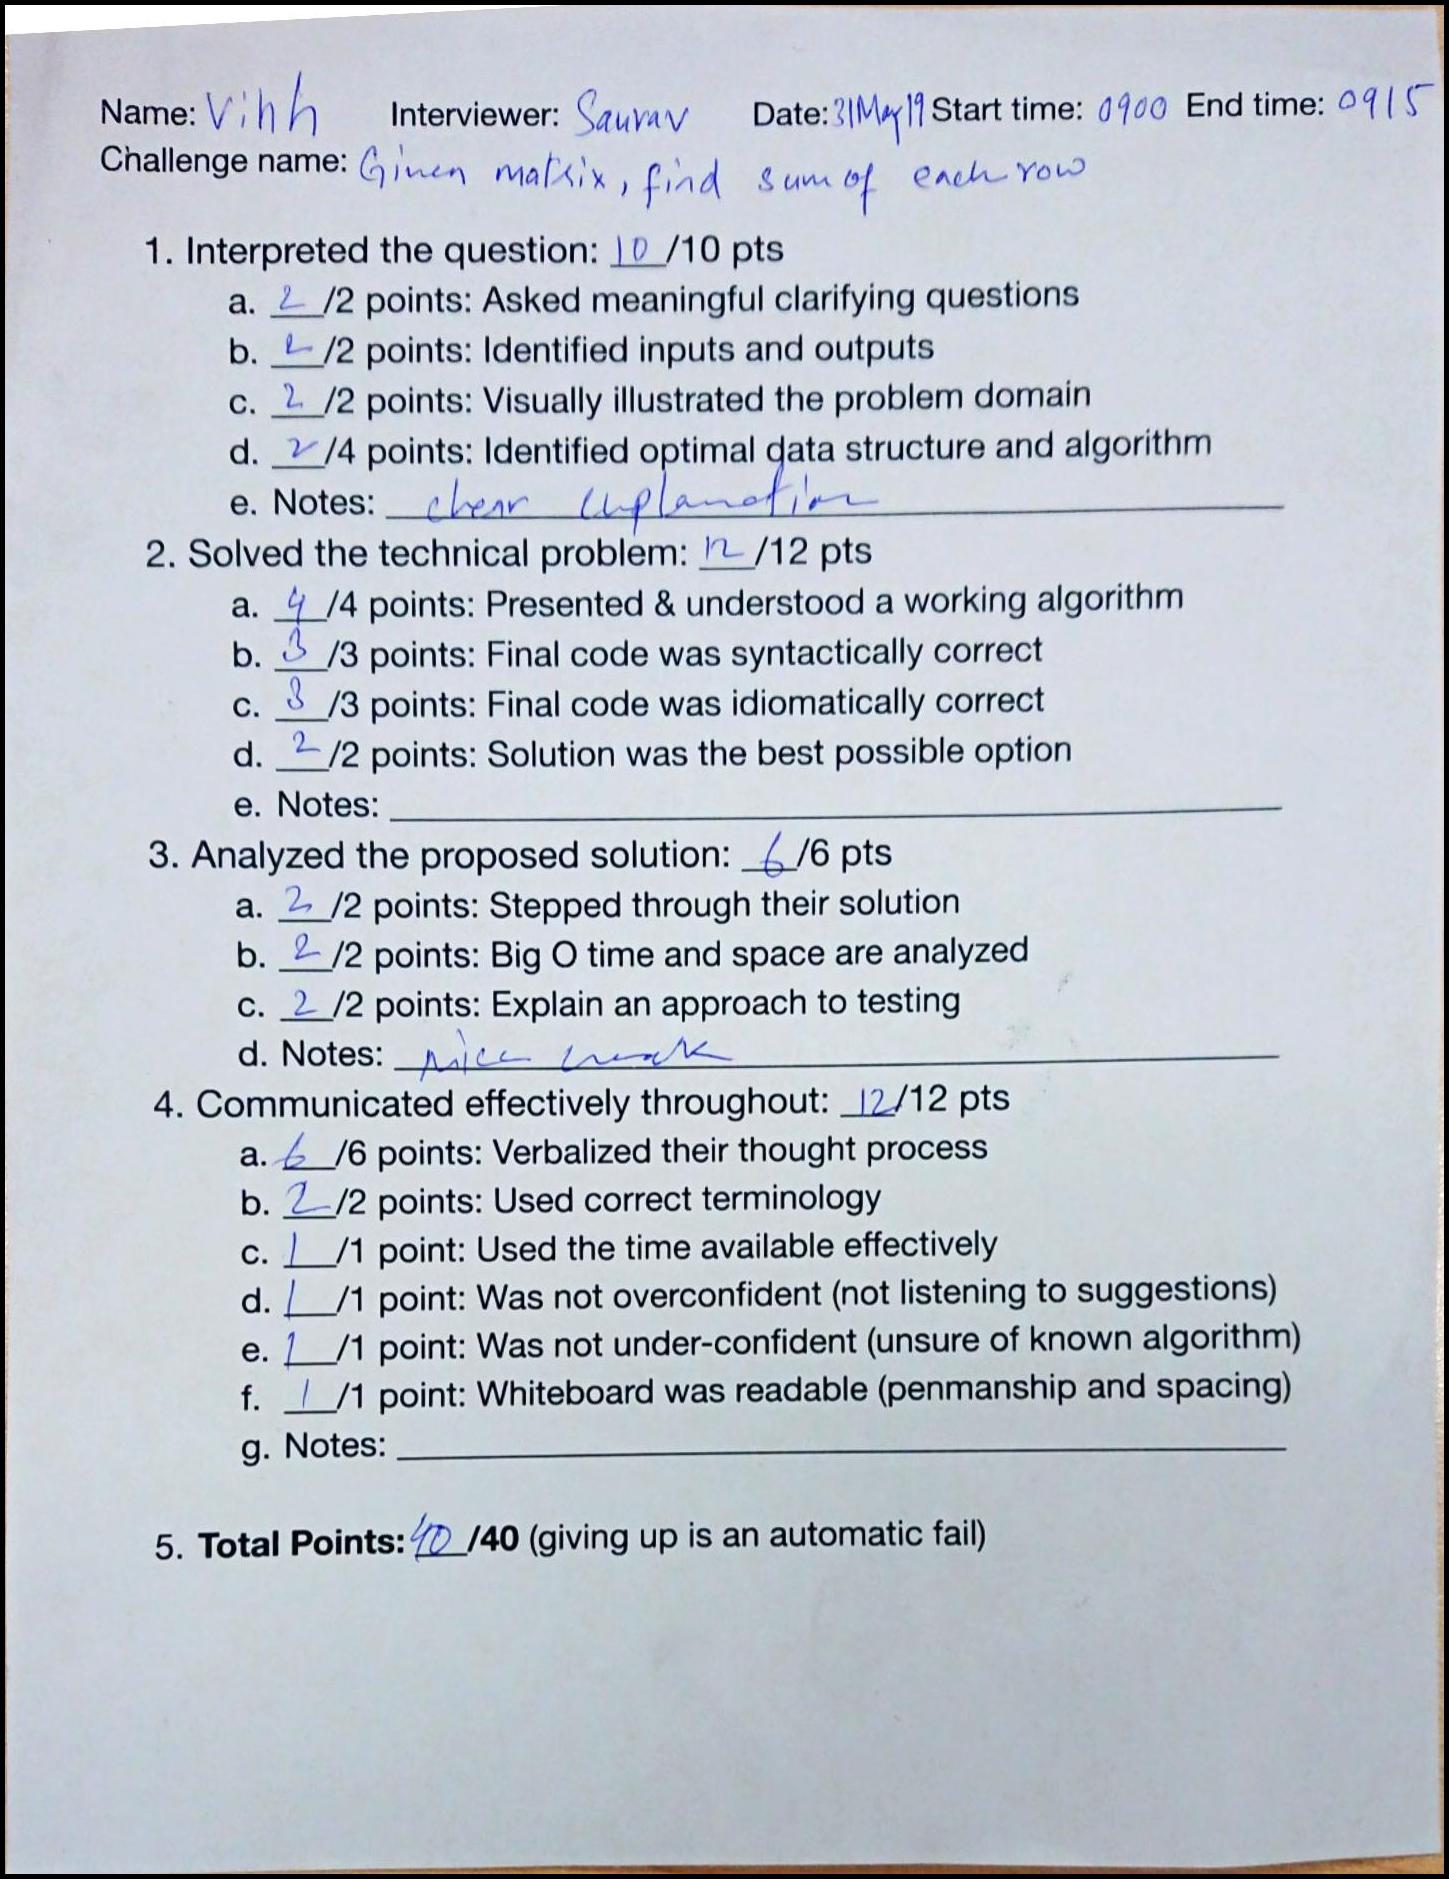 Name: Vinh Interviewer: Saurav Date: 31May19 Start time: 0900 End time: 0915
Challenge name: Given matrix, find sum of each row
1. Interpreted the question: 10/10 pts
a. 2/2 points: Asked meaningful clarifying questions
b. 2/2 points: Identified inputs and outputs
c. 2/2 points: Visually illustrated the problem domain
d. 2/4 points: Identified optimal data structure and algorithm
e. Notes: clear explanation
2. Solved the technical problem: 12/12 pts
a. 4/4 points: Presented & understood a working algorithm
b. 3/3 points: Final code was syntactically correct
c. 3/3 points: Final code was idiomatically correct
d. 2/2 points: Solution was the best possible option
e. Notes:
3. Analyzed the proposed solution: 6/6 pts
a. 2/2 points: Stepped through their solution
b. 2/2 points: Big O time and space are analyzed
c. 2/2 points: Explain an approach to testing
d. Notes: nice work
4. Communicated effectively throughout: 12/12 pts
a. 6/6 points: Verbalized their thought process
b. 2/2 points: Used correct terminology
c. 1/1 point: Used the time available effectively
d. 1/1 point: Was not overconfident (not listening to suggestions)
e. 1/1 point: Was not under-confident (unsure of known algorithm)
f. 1/1 point: Whiteboard was readable (penmanship and spacing)
g. Notes:
5. Total Points: 40/40 (giving up is an automatic fail)